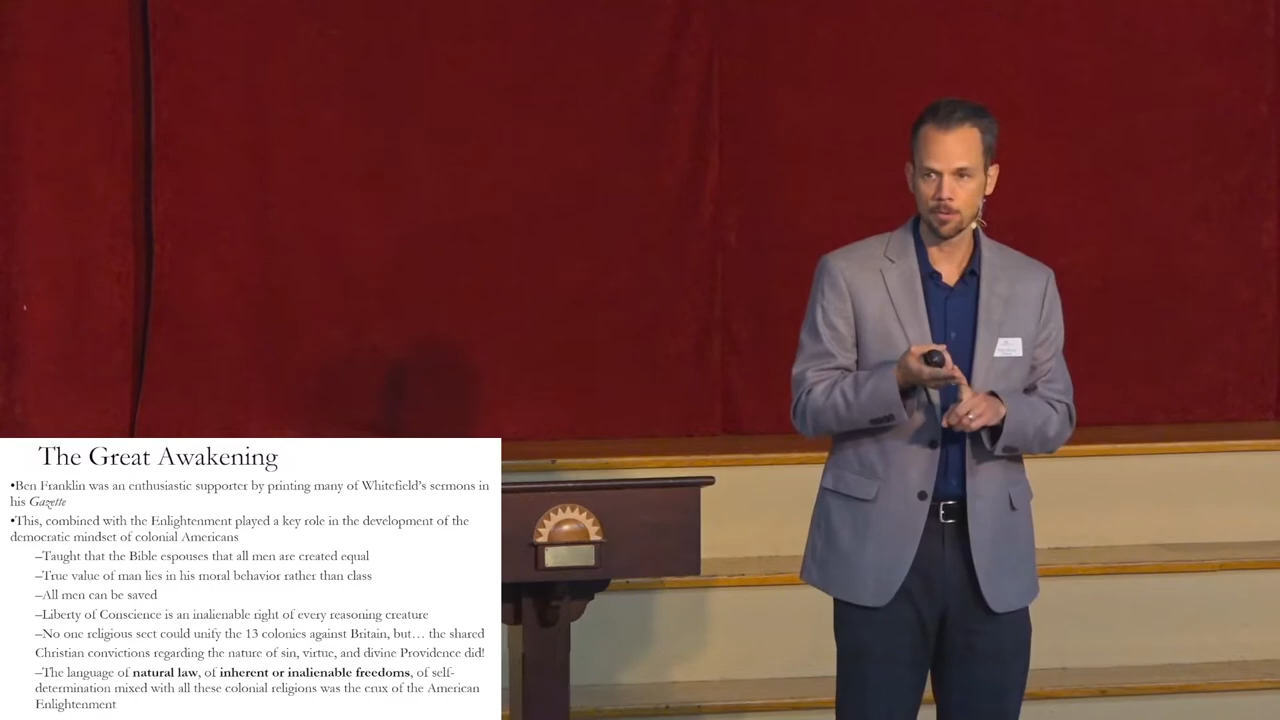 The Great Awakening
•Ben Franklin was an enthusiastic supporter by printing many of Whitefield's sermons in
his Gazette
•This, combined with the Enlightenment played a key role in the development of the
democratic mindset of colonial Americans
–Taught that the Bible espouses that all men are created equal
–True value of man lies in his moral behavior rather than class
–All men can be saved
–Liberty of Conscience is an inalienable right of every reasoning creature
–No one religious sect could unify the 13 colonies against Britain, but… the shared
Christian convictions regarding the nature of sin, virtue, and divine Providence did!
–The language of natural law, of inherent or inalienable freedoms, of self-
determination mixed with all these colonial religions was the crux of the American
Enlightenment